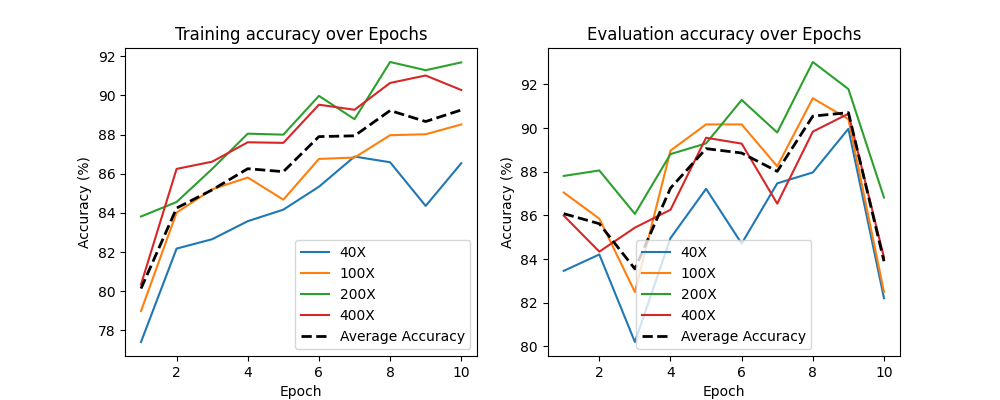 Training accuracy over Epochs
Accuracy (%)
92
90
88
86
84
82
80
78
2
4
6
8
10
Epoch
40X
100X
200X
400X
Average Accuracy
Evaluation accuracy over Epochs
Accuracy (%)
92
90
88
86
84
82
80
2
4
6
8
10
Epoch
40X
100X
200X
400X
Average Accuracy